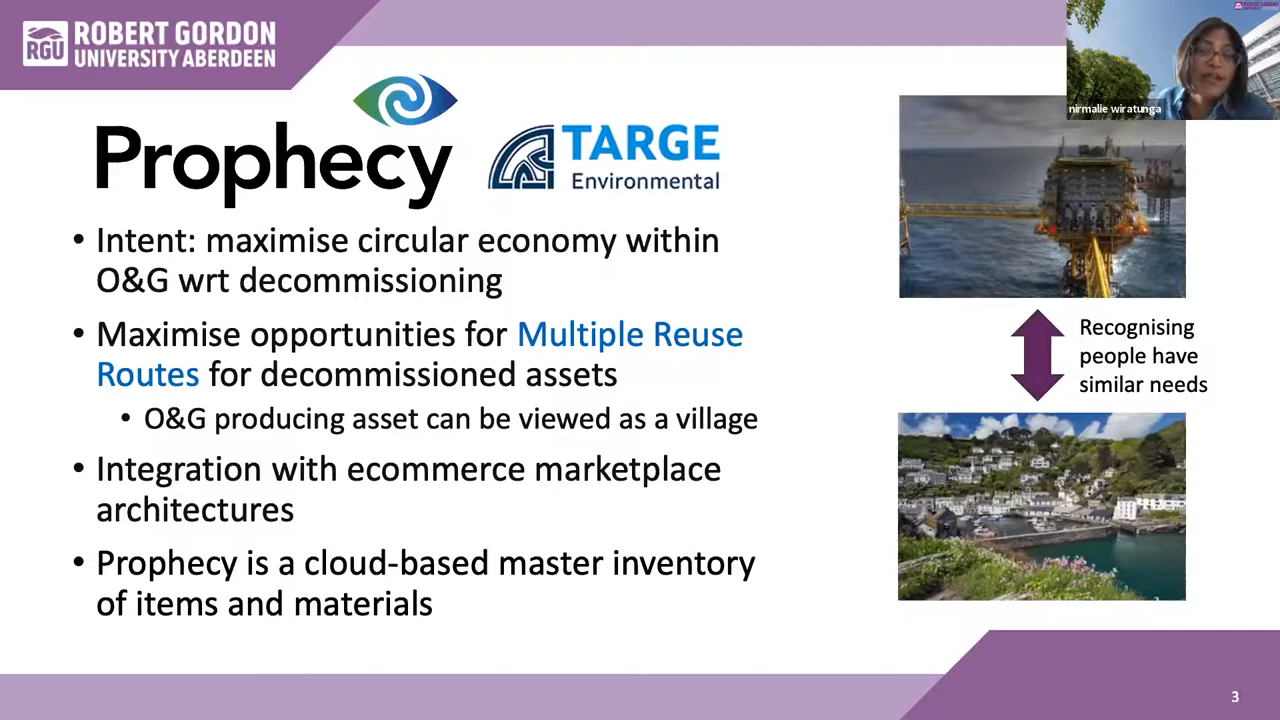 RGU
ROBERT GORDON
UNIVERSITY ABERDEEN
nirmalie wiratunga
Prophecy
TARGE
Environmental
• Intent: maximise circular economy within
O&G wrt decommissioning
• Maximise opportunities for Multiple Reuse
Routes for decommissioned assets
• O&G producing asset can be viewed as a village
• Integration with ecommerce marketplace
architectures
• Prophecy is a cloud-based master inventory
of items and materials
Recognising
people have
similar needs
3